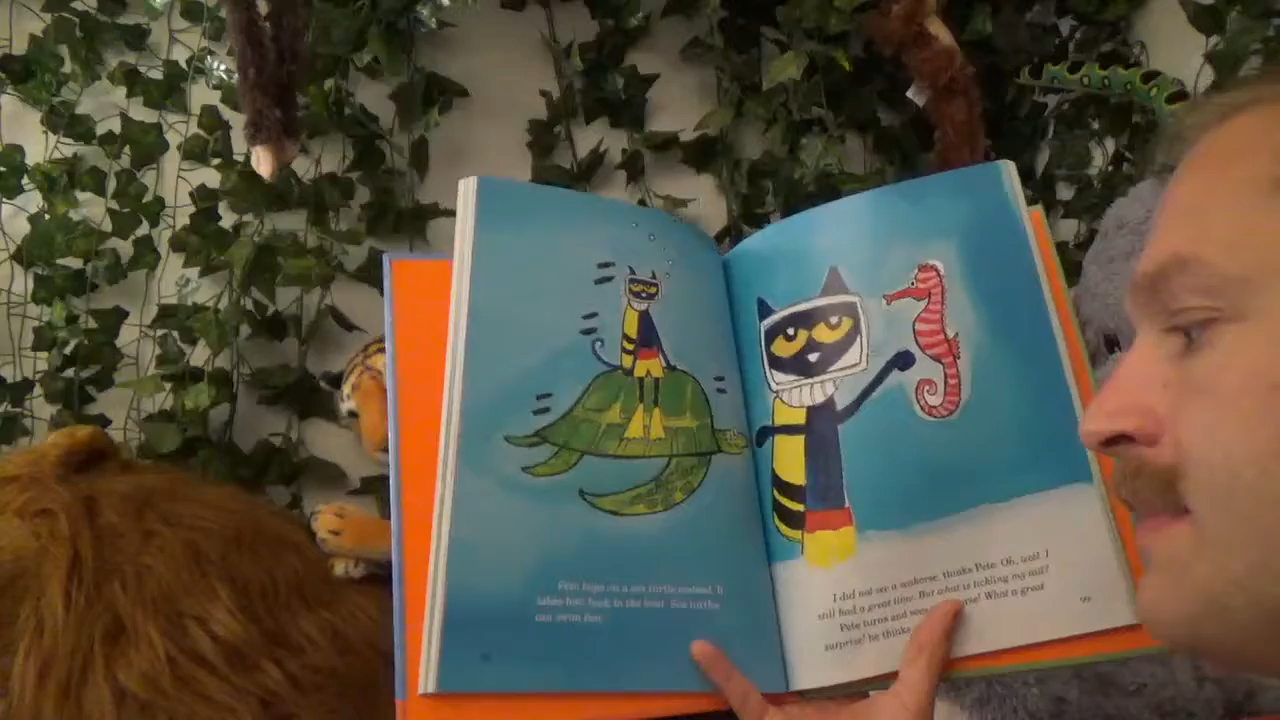 Pete hops on a sea turtle instead. It
takes him back to the boat. Sea turtles
can swim fast.
I did not see a seahorse, thinks Pete. Oh, well. I
still had a great time. But what is tickling my tail?
Pete turns and sees What a great
surprise! he thinks